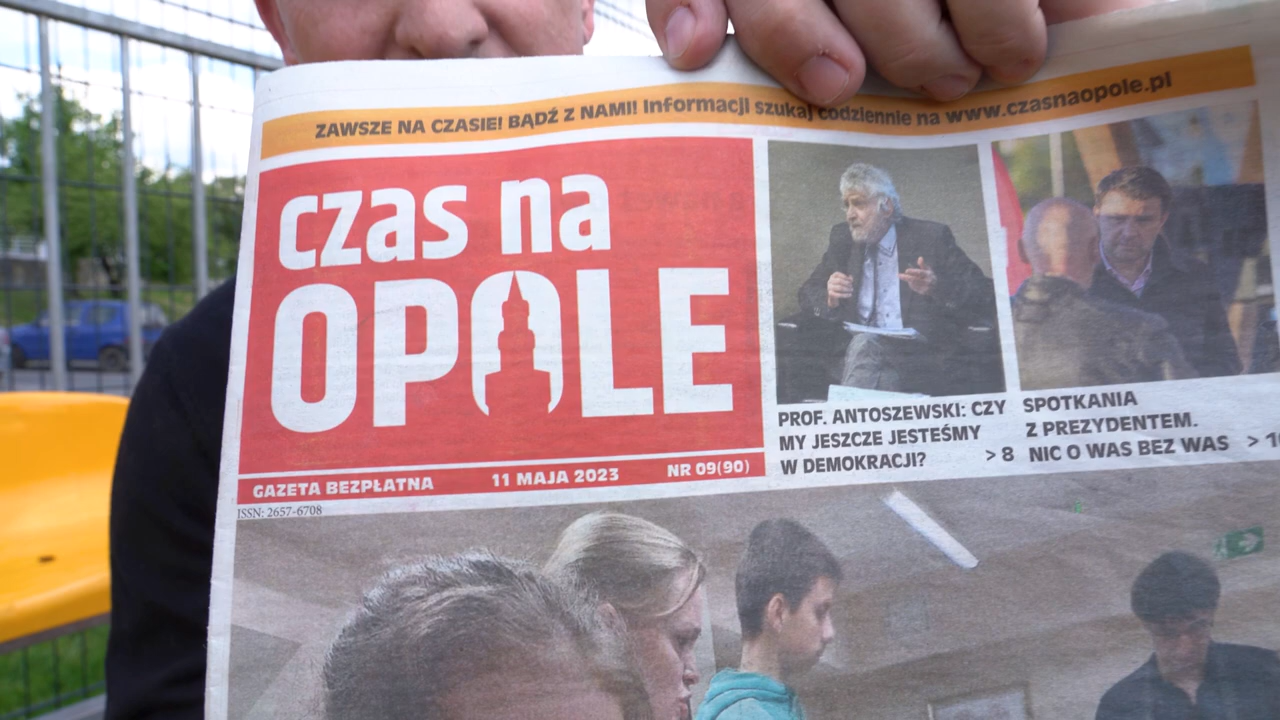 ZAWSZE NA CZASIE! BĄDŹ Z NAMI! Informacji szukaj codziennie na www.czasnaopole.pl
czas na
OPOLE
GAZETA BEZPŁATNA 11 MAJA 2023 NR 09(90)
ISSN: 2657-6708
PROF. ANTOSZEWSKI: CZY
MY JESZCZE JESTEŚMY
W DEMOKRACJI? > 8
SPOTKANIA
Z PREZYDENTEM.
NIC O WAS BEZ WAS >